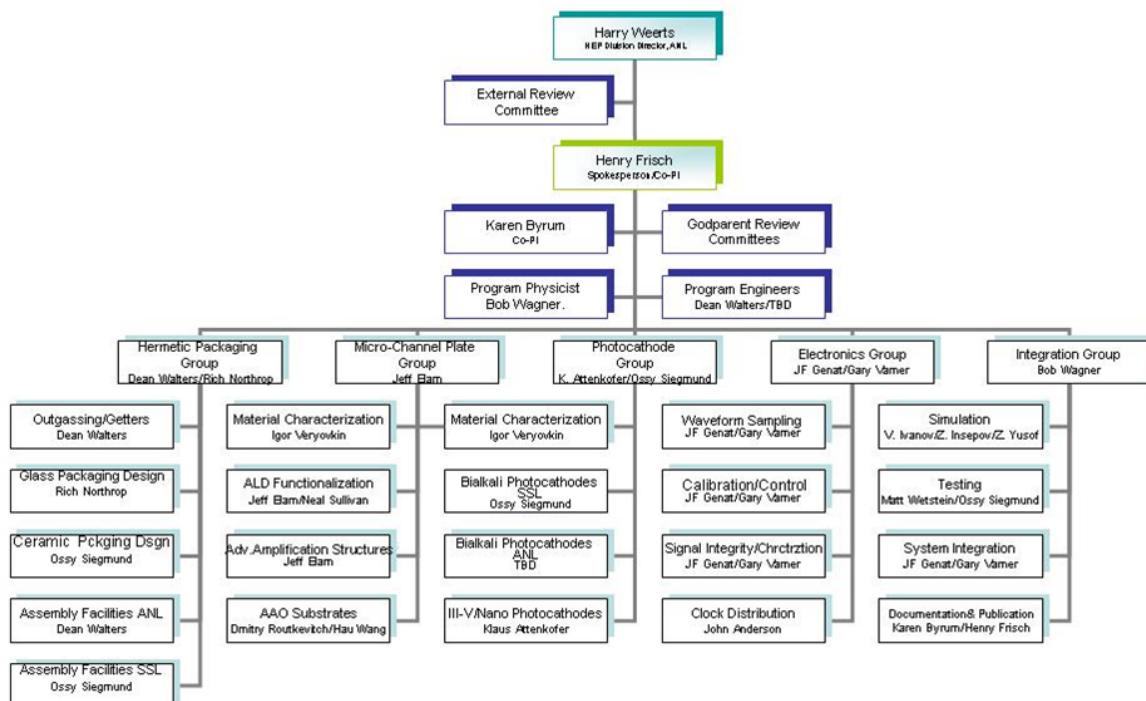 Harry Weerts
HEP Division Director, ANL
External Review
Committee
Henry Frisch
Spokesperson/Co-PI
Karen Byrum
Co-PI
Godparent Review
Committees
Program Physicist
Bob Wagner.
Program Engineers
Dean Walters/TBD
Hermetic Packaging
Group
Dean Walters/Rich Northrop
Micro-Channel Plate
Group
Jeff Elam
Photocathode
Group
K. Attenkofer/Ossy Siegmund
Electronics Group
JF Genat/Gary Varner
Integration Group
Bob Wagner
Outgassing/Getters
Dean Walters
Material Characterization
Igor Veryovkin
Material Characterization
Igor Veryovkin
Waveform Sampling
JF Genat/Gary Varner
Simulation
V. Ivanov/Z. Insepov/Z. Yusof
Glass Packaging Design
Rich Northrop
ALD Functionalization
Jeff Elam/Neal Sullivan
Bialkali Photocathodes
SSL
Ossy Siegmund
Calibration/Control
JF Genat/Gary Varner
Testing
Matt Wetstein/Ossy Siegmund
Ceramic Pckging Dsgn
Ossy Siegmund
Adv.Amplification Structures
Jeff Elam
Bialkali Photocathodes
ANL
TBD
Signal Integrity/Chrctrztion
JF Genat/Gary Varner
System Integration
JF Genat/Gary Varner
Assembly Facilities ANL
Dean Walters
AAO Substrates
Dmitry Routkevitch/Hau Wang
III-V/Nano Photocathodes
Klaus Attenkofer
Clock Distribution
John Anderson
Documentation& Publication
Karen Byrum/Henry Frisch
Assembly Facilities SSL
Ossy Siegmund